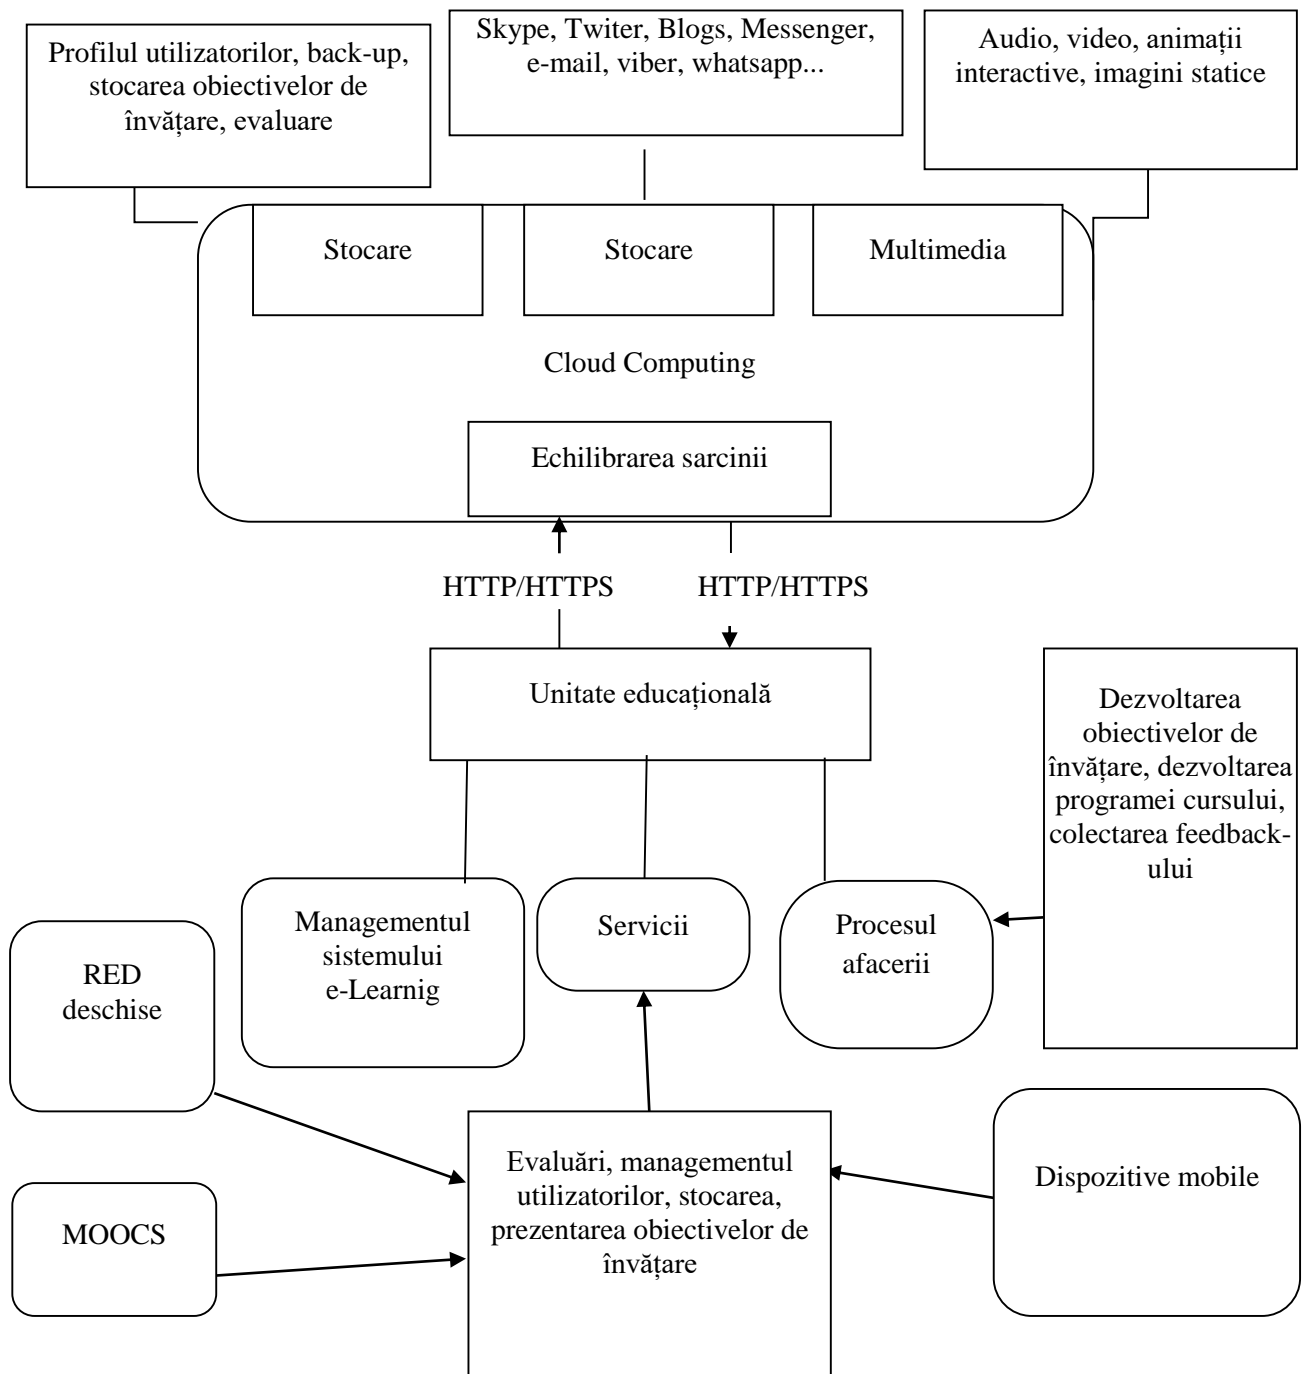 Profilul utilizatorilor, back-up,
stocarea obiectivelor de
învățare, evaluare
Skype, Twiter, Blogs, Messenger,
e-mail, viber, whatsapp...
Audio, video, animații
interactive, imagini statice
Stocare
Stocare
Multimedia
Cloud Computing
Echilibrarea sarcinii
HTTP/HTTPS
HTTP/HTTPS
Unitate educațională
Dezvoltarea
obiectivelor de
învățare, dezvoltarea
programei cursului,
colectarea feedback-
ului
Managementul
sistemului
e-Learnig
Servicii
Procesul
afacerii
RED
deschise
MOOCS
Evaluări, managementul
utilizatorilor, stocarea,
prezentarea obiectivelor de
învățare
Dispozitive mobile